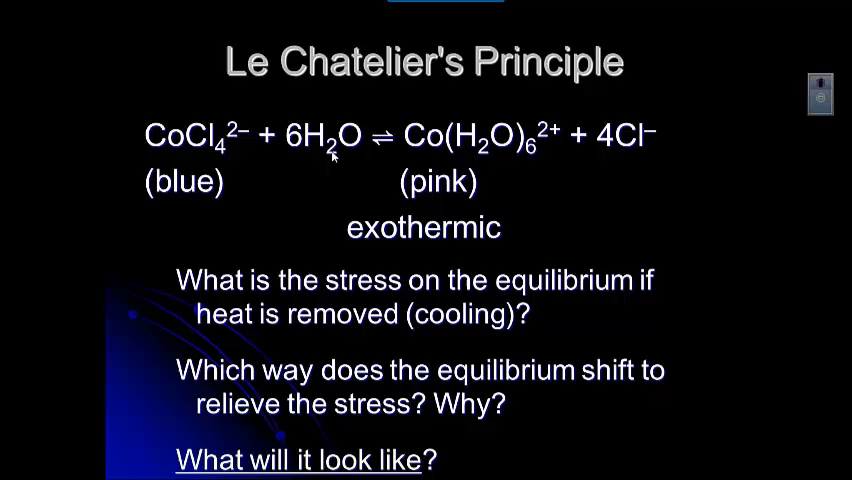 Le Chatelier's Principle
CoCl₄²⁻ + 6H₂O ⇌ Co(H₂O)₆²⁺ + 4Cl⁻
(blue) (pink)
exothermic
What is the stress on the equilibrium if
heat is removed (cooling)?
Which way does the equilibrium shift to
relieve the stress? Why?
What will it look like?